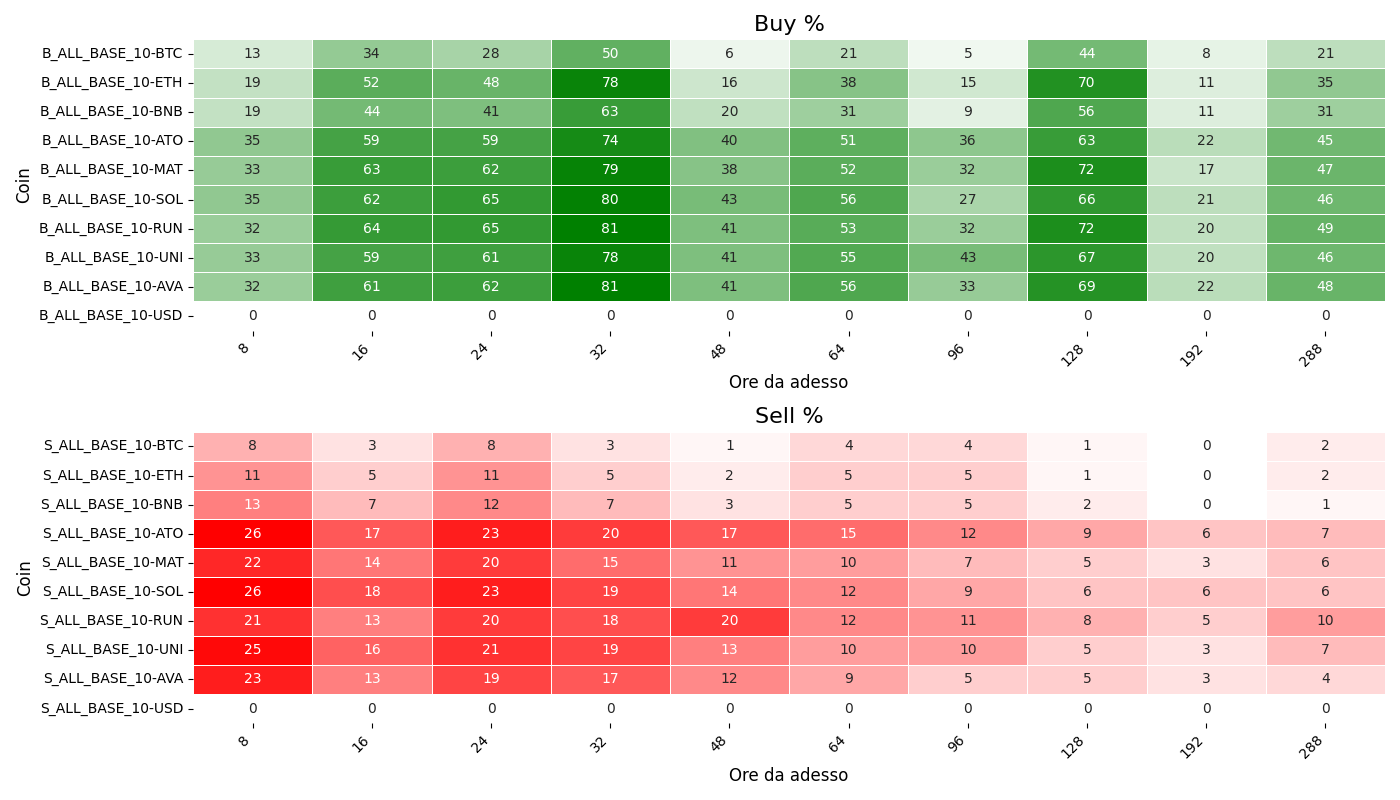 Buy %
Coin
B_ALL_BASE_10-BTC 13 34 28 50 6 21 5 44 8 21
B_ALL_BASE_10-ETH 19 52 48 78 16 38 15 70 11 35
B_ALL_BASE_10-BNB 19 44 41 63 20 31 9 56 11 31
B_ALL_BASE_10-ATO 35 59 59 74 40 51 36 63 22 45
B_ALL_BASE_10-MAT 33 63 62 79 38 52 32 72 17 47
B_ALL_BASE_10-SOL 35 62 65 80 43 56 27 66 21 46
B_ALL_BASE_10-RUN 32 64 65 81 41 53 32 72 20 49
B_ALL_BASE_10-UNI 33 59 61 78 41 55 43 67 20 46
B_ALL_BASE_10-AVA 32 61 62 81 41 56 33 69 22 48
B_ALL_BASE_10-USD 0 0 0 0 0 0 0 0 0 0
8 16 24 32 48 64 96 128 192 288
Ore da adesso
Sell %
Coin
S_ALL_BASE_10-BTC 8 3 8 3 1 4 4 1 0 2
S_ALL_BASE_10-ETH 11 5 11 5 2 5 5 1 0 2
S_ALL_BASE_10-BNB 13 7 12 7 3 5 5 2 0 1
S_ALL_BASE_10-ATO 26 17 23 20 17 15 12 9 6 7
S_ALL_BASE_10-MAT 22 14 20 15 11 10 7 5 3 6
S_ALL_BASE_10-SOL 26 18 23 19 14 12 9 6 6 6
S_ALL_BASE_10-RUN 21 13 20 18 20 12 11 8 5 10
S_ALL_BASE_10-UNI 25 16 21 19 13 10 10 5 3 7
S_ALL_BASE_10-AVA 23 13 19 17 12 9 5 5 3 4
S_ALL_BASE_10-USD 0 0 0 0 0 0 0 0 0 0
8 16 24 32 48 64 96 128 192 288
Ore da adesso